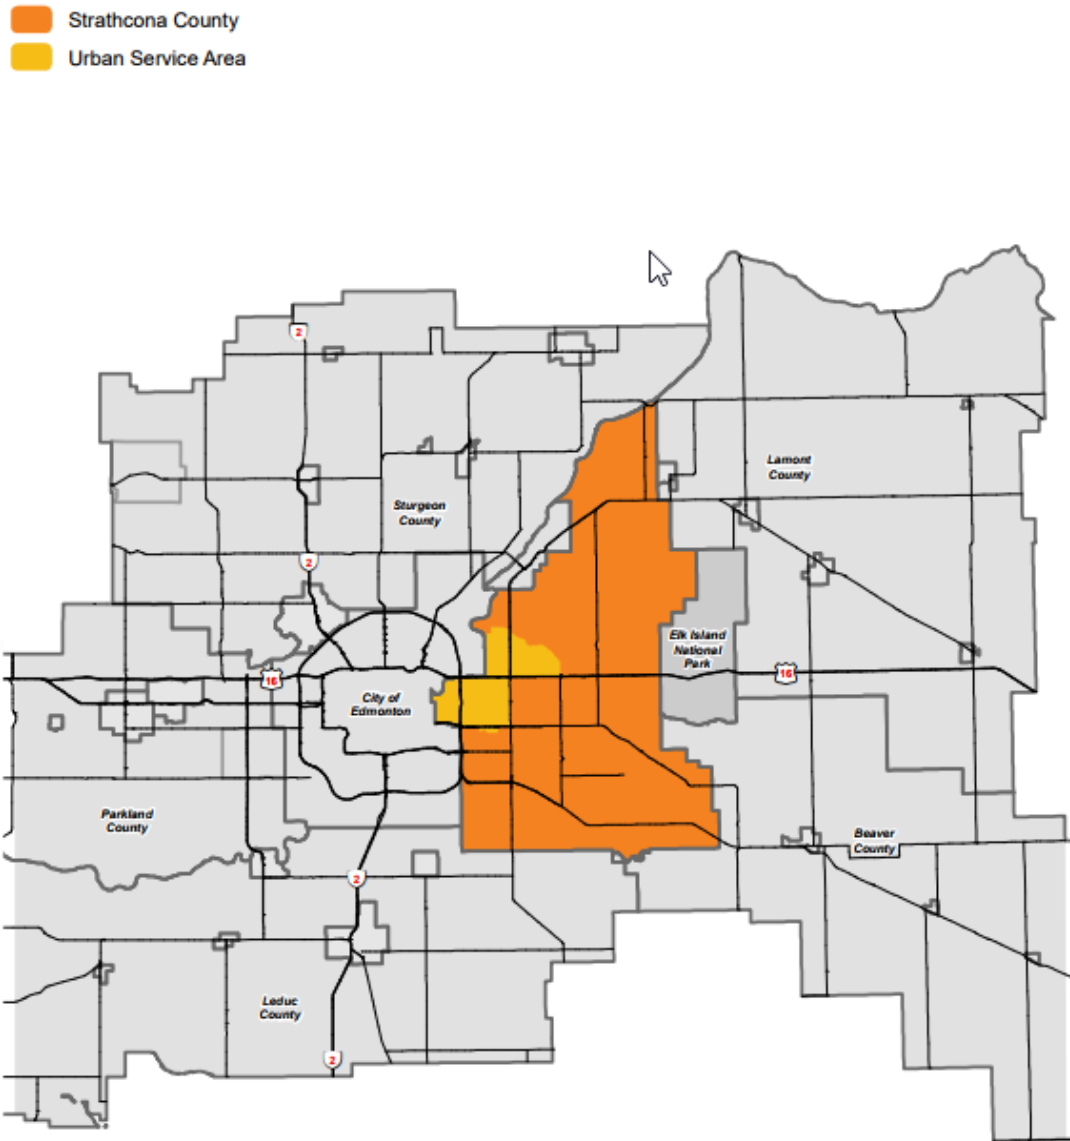 Strathcona County
Urban Service Area
2
Lamont
County
Sturgeon
County
2
Elk Island
National
Park
16
16
City of
Edmonton
Parkland
County
Beaver
County
2
Leduc
County
2